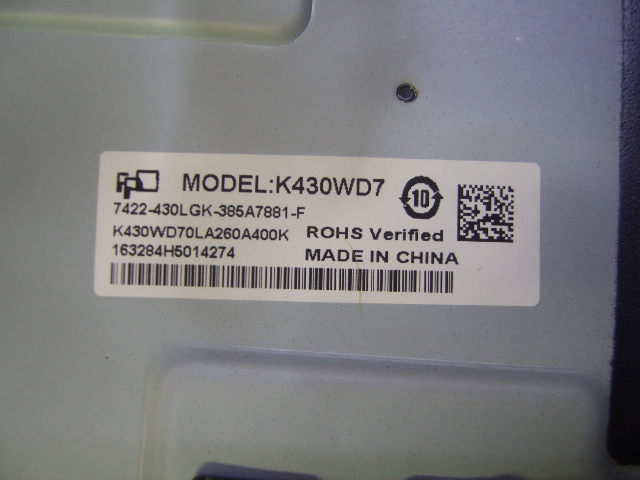 MODEL:K430WD7
10
7422-430LGK-385A7881-F
K430WD70LA260A400K ROHS Verified
163284H5014274 MADE IN CHINA